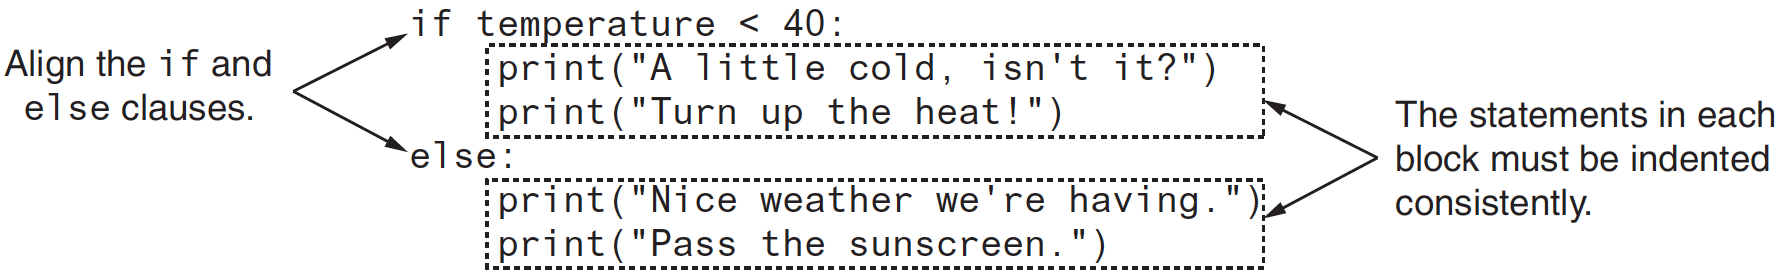 Align the if and
else clauses.
if temperature < 40:
print("A little cold, isn't it?")
print("Turn up the heat!")
else:
print("Nice weather we're having.")
print("Pass the sunscreen.")
The statements in each
block must be indented
consistently.